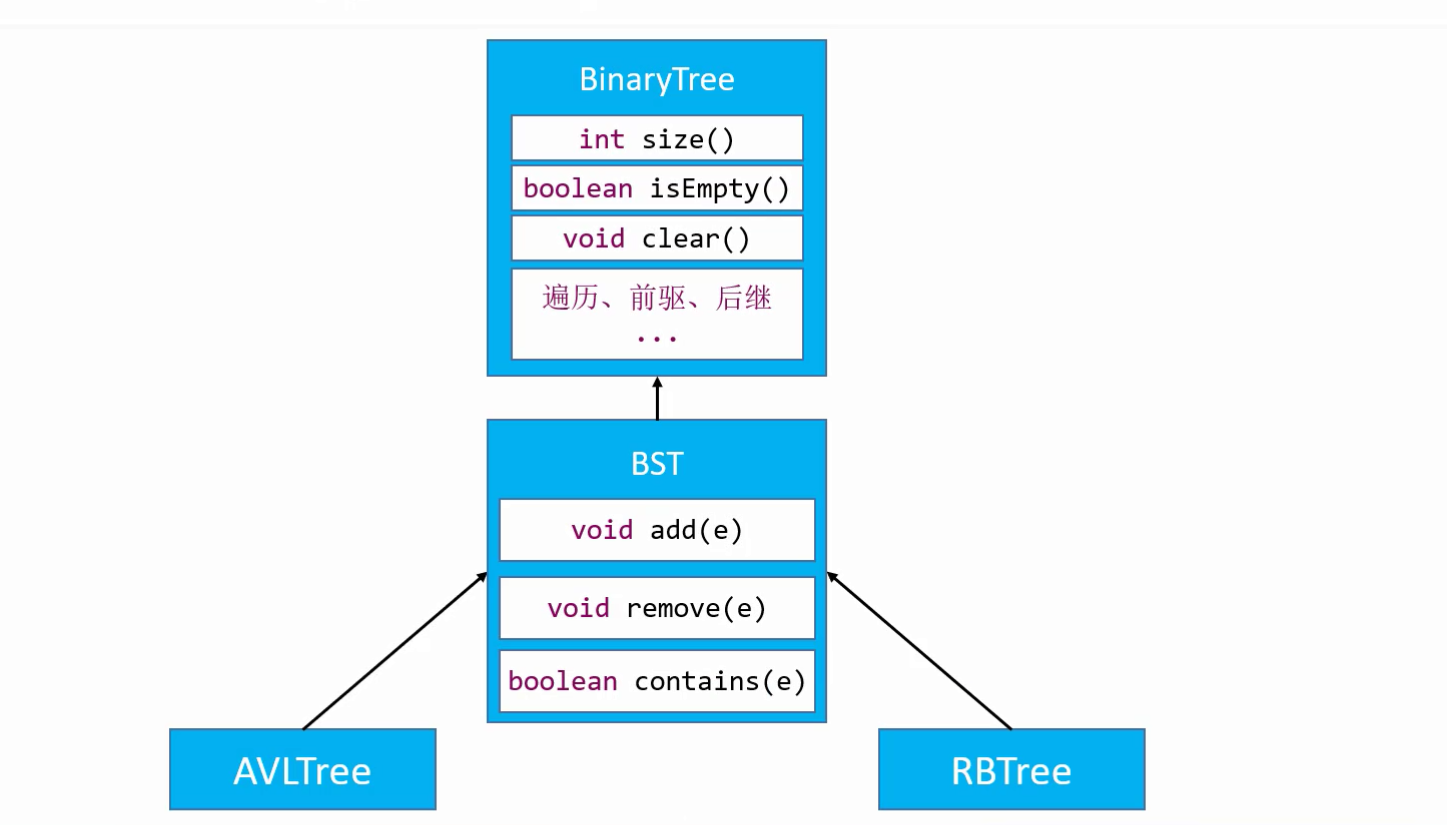 BinaryTree
int size()
boolean isEmpty()
void clear()
遍历、前驱、后继
...
BST
void add(e)
void remove(e)
boolean contains(e)
AVLTree
RBTree